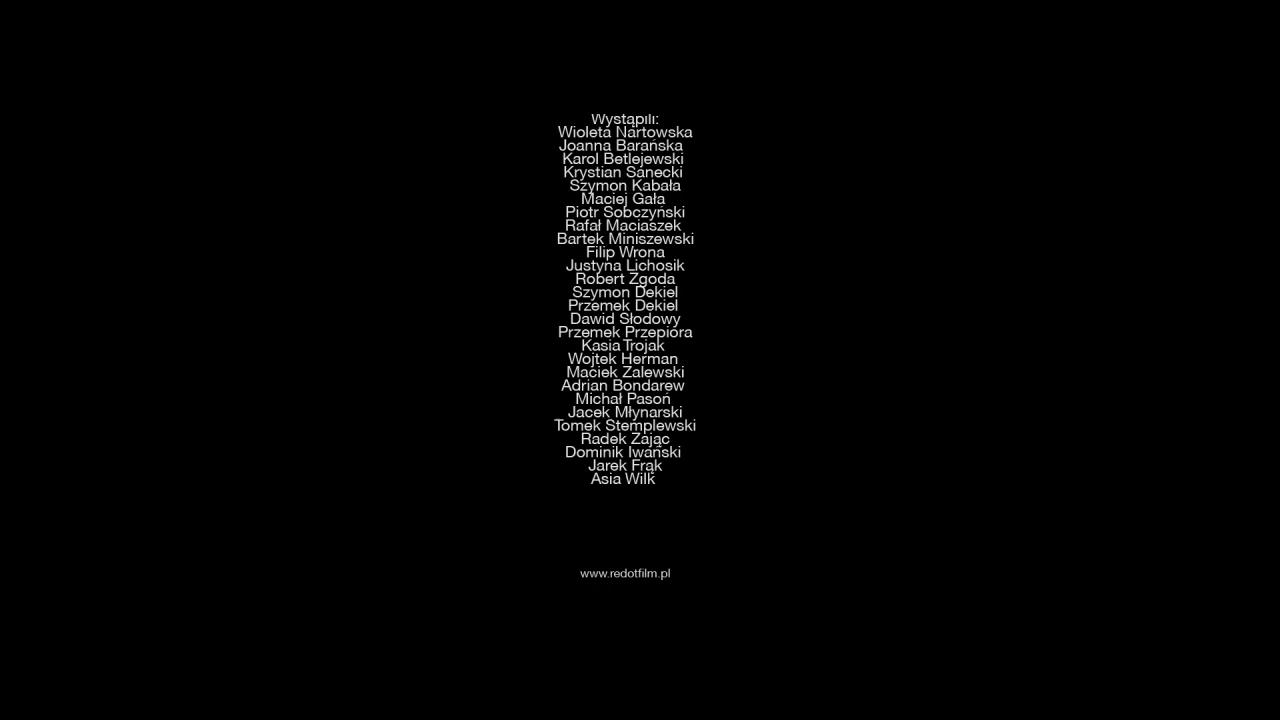 Wystąpili:
Wioleta Nartowska
Joanna Barańska
Karol Betlejewski
Krystian Sanecki
Szymon Kabała
Maciej Gała
Piotr Sobczyński
Rafał Maciaszek
Bartek Miniszewski
Filip Wrona
Justyna Lichosik
Robert Zgoda
Szymon Dekiel
Przemek Dekiel
Dawid Słodowy
Przemek Przepióra
Kasia Trojak
Wojtek Herman
Maciek Zalewski
Adrian Bondarew
Michał Pasoń
Jacek Młynarski
Tomek Stemplewski
Radek Zając
Dominik Iwański
Jarek Frąk
Asia Wilk
www.redotfilm.pl